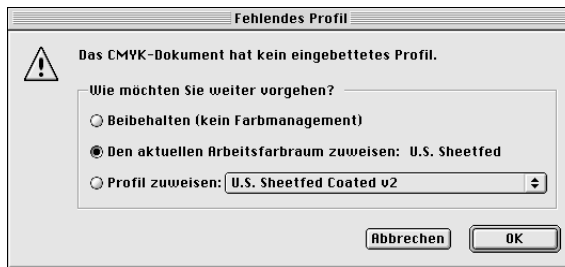 Fehlendes Profil
Das CMYK-Dokument hat kein eingebettetes Profil.
Wie möchten Sie weiter vorgehen?
Beibehalten (kein Farbmanagement)
Den aktuellen Arbeitsfarbraum zuweisen: U.S. Sheetfed
Profil zuweisen: U.S. Sheetfed Coated v2
Abbrechen OK